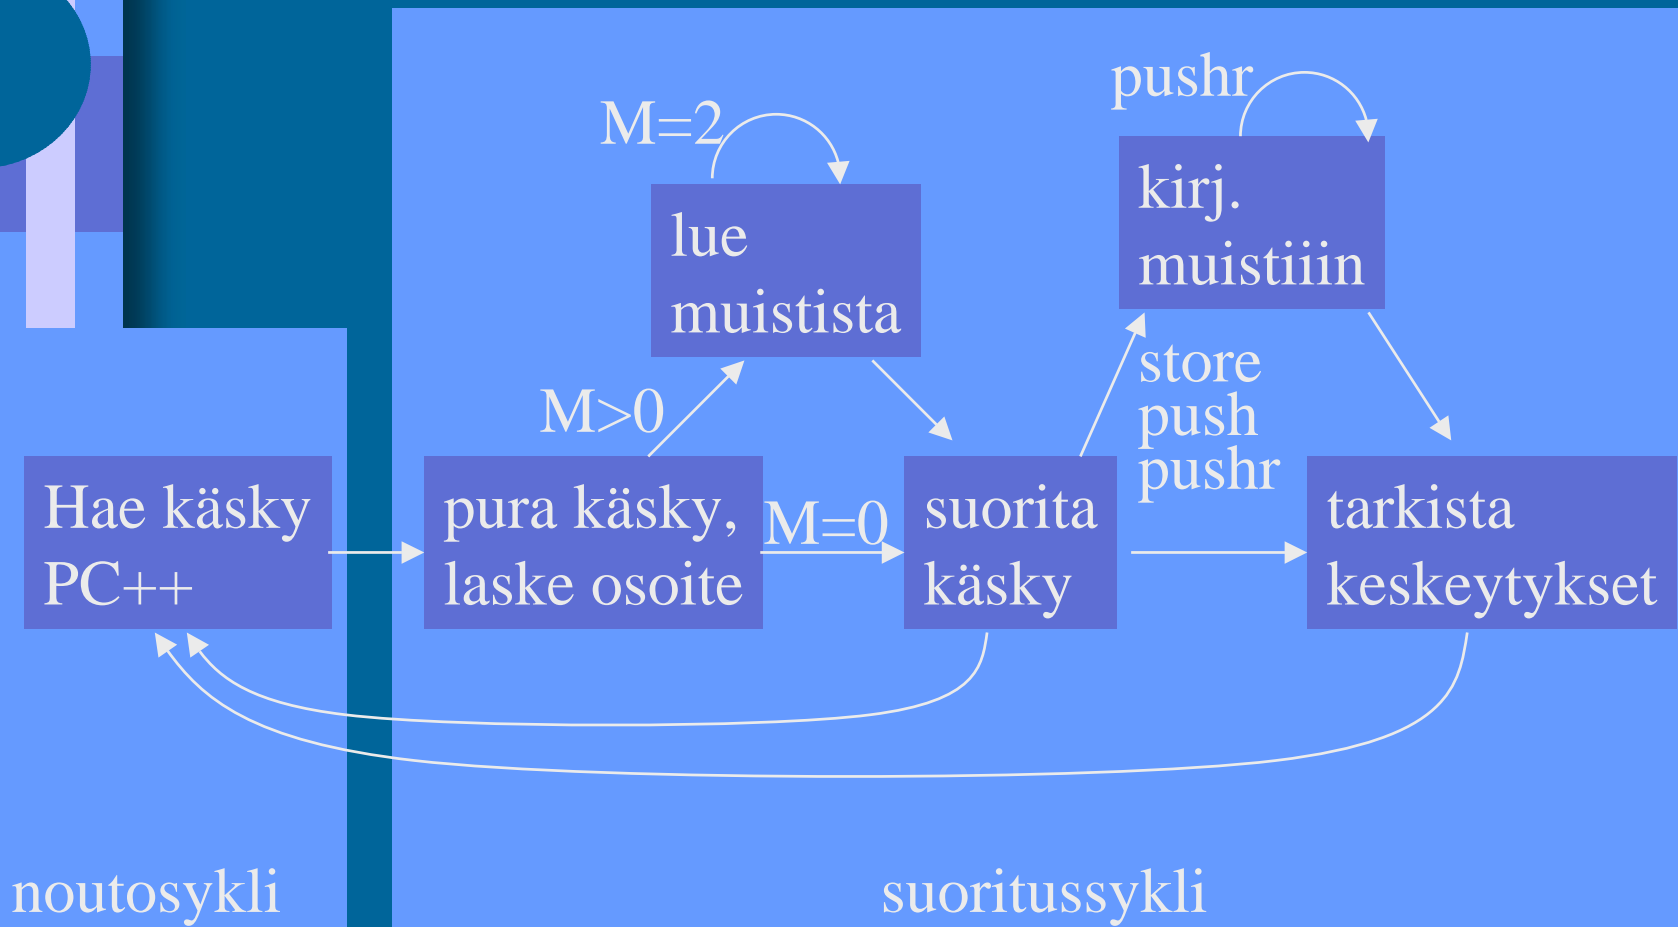 pushr
M=2
kirj.
muistiiin
lue
muistista
store
push
pushr
M>0
Hae käsky
PC++
pura käsky,
laske osoite
M=0
suorita
käsky
tarkista
keskeytykset
noutosykli
suoritussykli